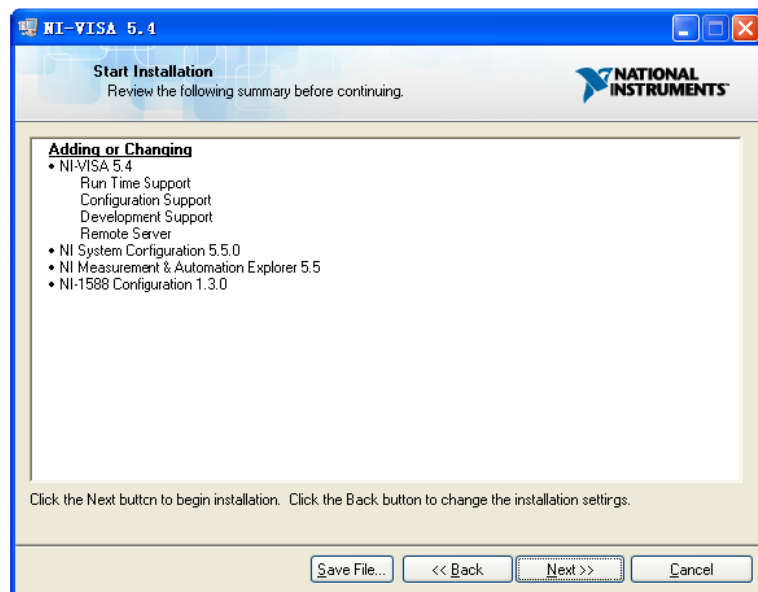 NI-VISA 5.4
Start Installation
Review the following summary before continuing.
NATIONAL
INSTRUMENTS™
Adding or Changing
• NI-VISA 5.4
Run Time Support
Configuration Support
Development Support
Remote Server
• NI System Configuration 5.5.0
• NI Measurement & Automation Explorer 5.5
• NI-1588 Configuration 1.3.0
Click the Next button to begin installation. Click the Back button to change the installation settings.
Save File... << Back Next >> Cancel